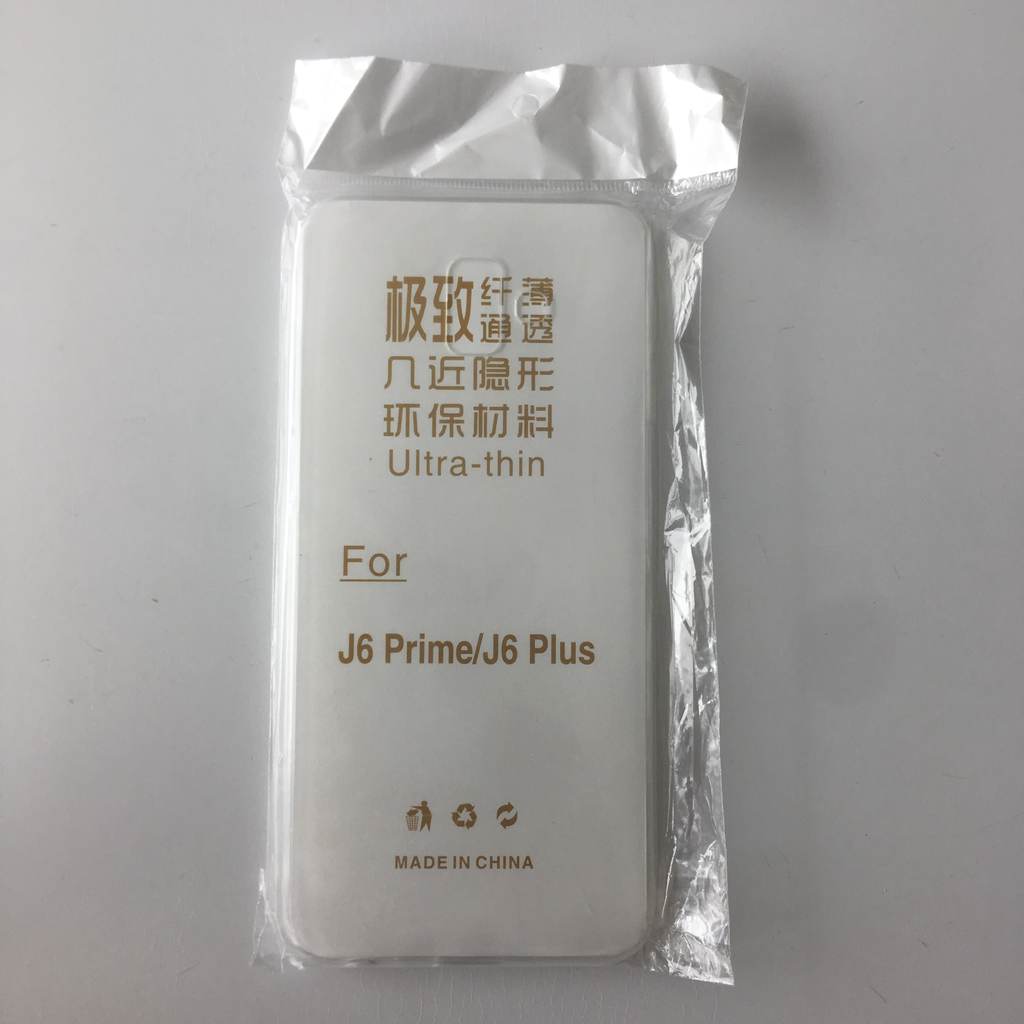 极致纤薄
通透
几近隐形
环保材料
Ultra-thin
For
J6 Prime/J6 Plus
MADE IN CHINA